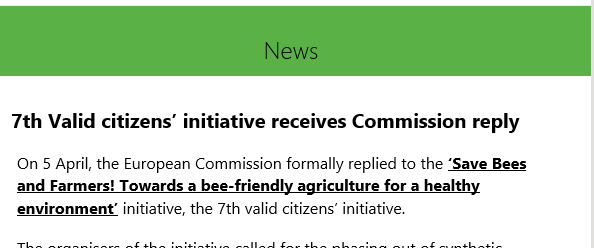 News
7th Valid citizens’ initiative receives Commission reply
On 5 April, the European Commission formally replied to the ‘Save Bees
and Farmers! Towards a bee-friendly agriculture for a healthy
environment’ initiative, the 7th valid citizens’ initiative.
The organisers of the initiative called for the phasing out of synthetic